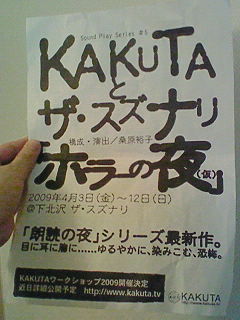 Sound Play Series #5
KAKUTA
と
ザ・スズナリ
構成・演出/桑原裕子
「ホラーの夜」(仮)
2009年4月3日(金)~12日(日)
@下北沢 ザ・スズナリ
「朗読の夜」シリーズ最新作。
目に耳に胸に……ゆるやかに、染みこむ、恐怖。
KAKUTAワークショップ2009開催決定
近日詳細公開予定 http://www.kakuta.tv
KAKUTA